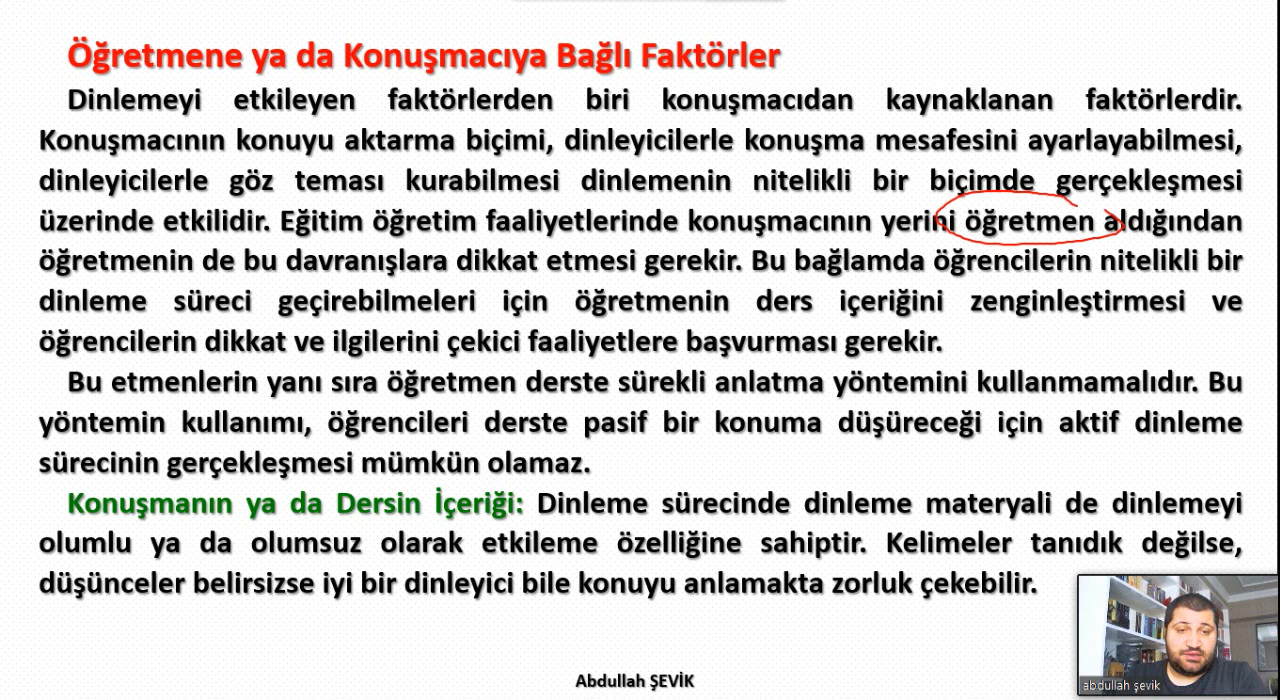 Öğretmene ya da Konuşmacıya Bağlı Faktörler
Dinlemeyi etkileyen faktörlerden biri konuşmacıdan kaynaklanan faktörlerdir.
Konuşmacının konuyu aktarma biçimi, dinleyicilerle konuşma mesafesini ayarlayabilmesi,
dinleyicilerle göz teması kurabilmesi dinlemenin nitelikli bir biçimde gerçekleşmesi
üzerinde etkilidir. Eğitim öğretim faaliyetlerinde konuşmacının yerini öğretmen aldığından
öğretmenin de bu davranışlara dikkat etmesi gerekir. Bu bağlamda öğrencilerin nitelikli bir
dinleme süreci geçirebilmeleri için öğretmenin ders içeriğini zenginleştirmesi ve
öğrencilerin dikkat ve ilgilerini çekici faaliyetlere başvurması gerekir.
Bu etmenlerin yanı sıra öğretmen derste sürekli anlatma yöntemini kullanmamalıdır. Bu
yöntemin kullanımı, öğrencileri derste pasif bir konuma düşüreceği için aktif dinleme
sürecinin gerçekleşmesi mümkün olamaz.
Konuşmanın ya da Dersin İçeriği: Dinleme sürecinde dinleme materyali de dinlemeyi
olumlu ya da olumsuz olarak etkileme özelliğine sahiptir. Kelimeler tanıdık değilse,
düşünceler belirsizse iyi bir dinleyici bile konuyu anlamakta zorluk çekebilir.
abdullah şevik
Abdullah ŞEVİK